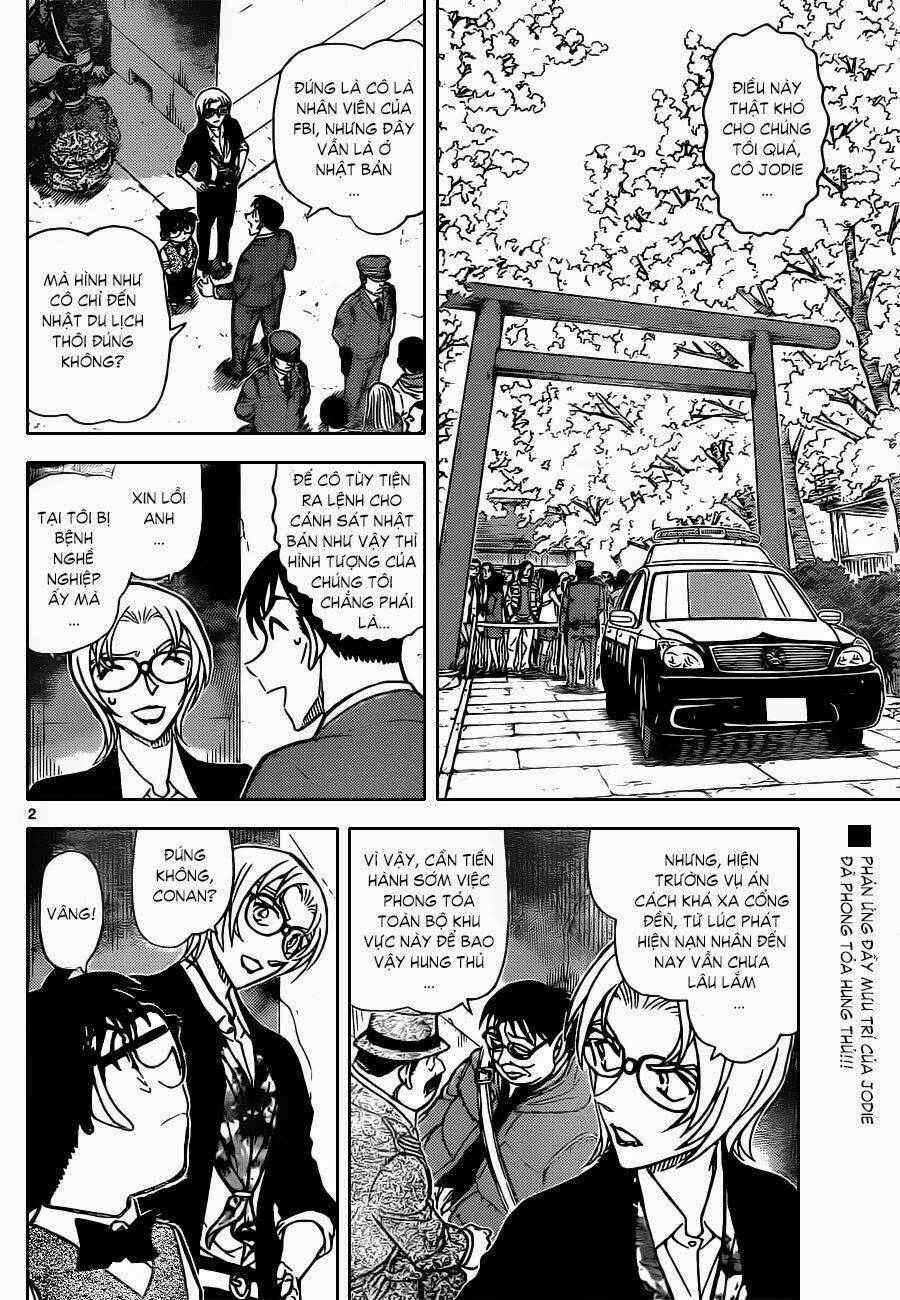 ĐIỀU NÀY
THẬT KHÓ
CHO CHÚNG
TÔI QUÁ,
CÔ JODIE
...
ĐÚNG LÀ CÔ LÀ
NHÂN VIÊN CỦA
FBI, NHƯNG ĐÂY
VẪN LÀ Ở
NHẬT BẢN
...
MÀ HÌNH NHƯ
CÔ CHỈ ĐẾN
NHẬT DU LỊCH
THÔI ĐÚNG
KHÔNG?
ĐỂ CÔ TÙY TIỆN
RA LỆNH CHO
CẢNH SÁT NHẬT
BẢN NHƯ VẬY THÌ
HÌNH TƯỢNG CỦA
CHÚNG TÔI
CHẲNG PHẢI
LÀ...
XIN LỖI
ANH
...
TẠI TÔI BỊ
BỆNH
NGHỀ
NGHIỆP
ẤY MÀ
...
2
PHẢN ỨNG ĐẦY MƯU TRÍ CỦA JODIE
ĐÃ PHONG TỎA HUNG THỦ!!!
NHƯNG, HIỆN
TRƯỜNG VỤ ÁN
CÁCH KHÁ XA CỔNG
ĐỀN, TỪ LÚC PHÁT
HIỆN NẠN NHÂN ĐẾN
NAY VẪN CHƯA
LÂU LẮM
...
VÌ VẬY, CẦN TIẾN
HÀNH SỚM VIỆC
PHONG TỎA
TOÀN BỘ KHU
VỰC NÀY ĐỂ BAO
VÂY HUNG THỦ
...
ĐÚNG
KHÔNG,
CONAN?
VÂNG!